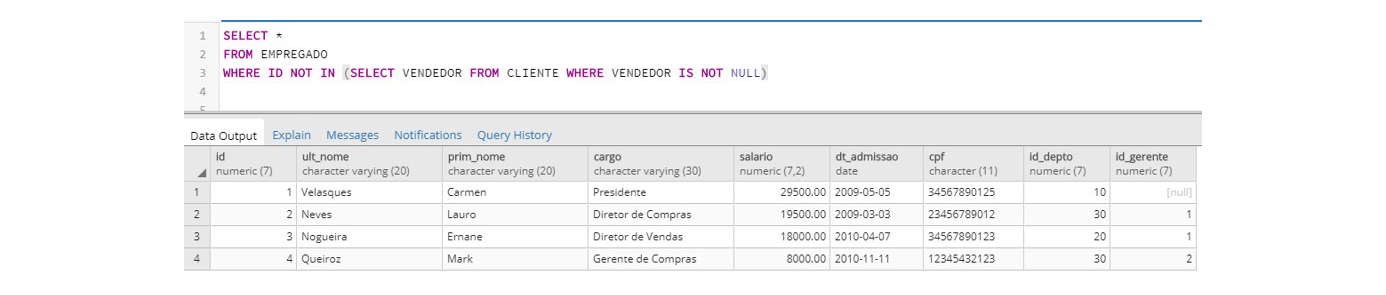 1 SELECT *
2 FROM EMPREGADO
3 WHERE ID NOT IN (SELECT VENDEDOR FROM CLIENTE WHERE VENDEDOR IS NOT NULL)
4
5
Data Output Explain Messages Notifications Query History
id ult_nome prim_nome cargo salario dt_admissao cpf id_depto id_gerente
numeric (7) character varying (20) character varying (20) character varying (30) numeric (7,2) date character (11) numeric (7) numeric (7)
1 1 Velasques Carmen Presidente 29500.00 2009-05-05 34567890125 10 [null]
2 2 Neves Lauro Diretor de Compras 19500.00 2009-03-03 23456789012 30 1
3 3 Nogueira Ernane Diretor de Vendas 18000.00 2010-04-07 34567890123 20 1
4 4 Queiroz Mark Gerente de Compras 8000.00 2010-11-11 12345432123 30 2